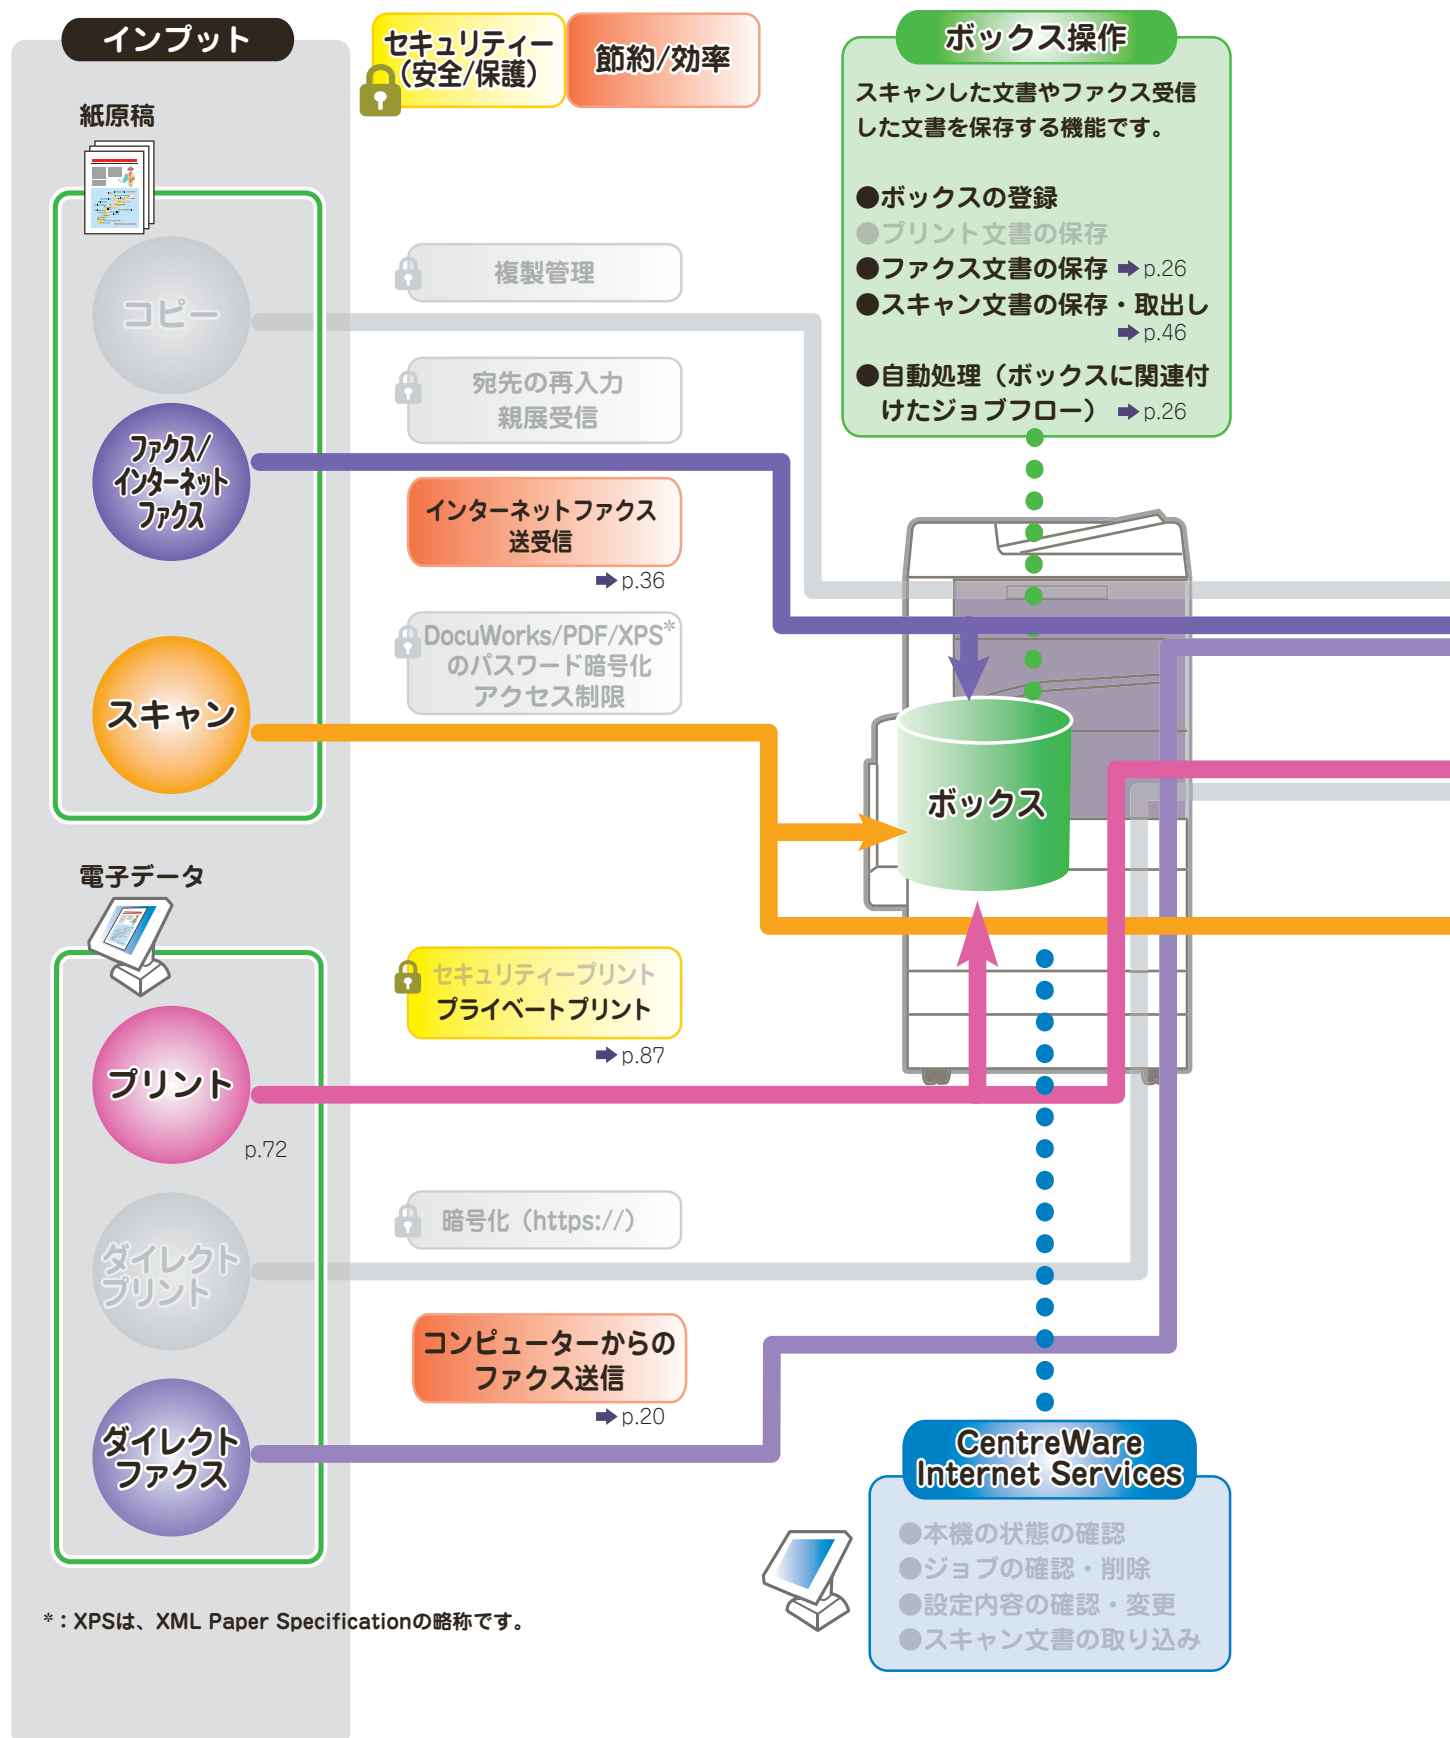 インプット
セキュリティー
（安全/保護）
節約/効率
ボックス操作
スキャンした文書やファクス受信
した文書を保存する機能です。
●ボックスの登録
●プリント文書の保存
●ファクス文書の保存 ➡ p.26
●スキャン文書の保存・取出し
➡ p.46
●自動処理（ボックスに関連付
けたジョブフロー） ➡ p.26
紙原稿
コピー
複製管理
宛先の再入力
親展受信
ファクス/
インターネット
ファクス
インターネットファクス
送受信
➡ p.36
DocuWorks/PDF/XPS*
のパスワード暗号化
アクセス制限
スキャン
ボックス
電子データ
セキュリティープリント
プライベートプリント
➡ p.87
プリント
p.72
暗号化（https://）
ダイレクト
プリント
コンピューターからの
ファクス送信
➡ p.20
ダイレクト
ファクス
CentreWare
Internet Services
●本機の状態の確認
●ジョブの確認・削除
●設定内容の確認・変更
●スキャン文書の取り込み
*：XPSは、XML Paper Specificationの略称です。